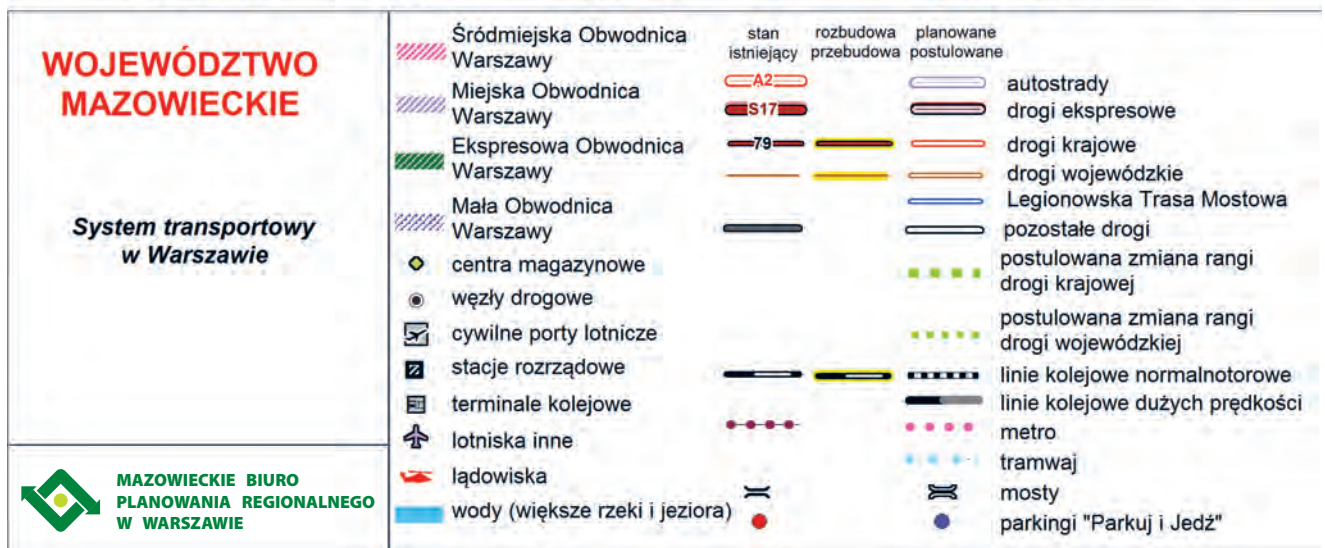 WOJEWÓDZTWO
MAZOWIECKIE
System transportowy
w Warszawie
MAZOWIECKIE BIURO
PLANOWANIA REGIONALNEGO
W WARSZAWIE
Śródmiejska Obwodnica
Warszawy
Miejska Obwodnica
Warszawy
Ekspresowa Obwodnica
Warszawy
Mała Obwodnica
Warszawy
centra magazynowe
węzły drogowe
cywilne porty lotnicze
stacje rozrządowe
terminale kolejowe
lotniska inne
lądowiska
wody (większe rzeki i jeziora)
stan
istniejący
rozbudowa
przebudowa
planowane
postulowane
A2
autostrady
S17
drogi ekspresowe
79
drogi krajowe
drogi wojewódzkie
Legionowska Trasa Mostowa
pozostałe drogi
postulowana zmiana rangi
drogi krajowej
postulowana zmiana rangi
drogi wojewódzkiej
linie kolejowe normalnotorowe
linie kolejowe dużych prędkości
metro
tramwaj
mosty
parkingi "Parkuj i Jedź"